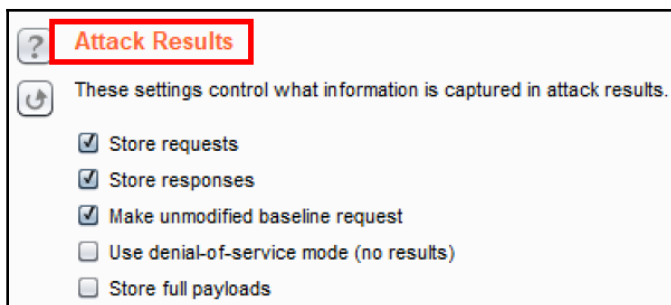 Attack Results
These settings control what information is captured in attack results.
Store requests
Store responses
Make unmodified baseline request
Use denial-of-service mode (no results)
Store full payloads